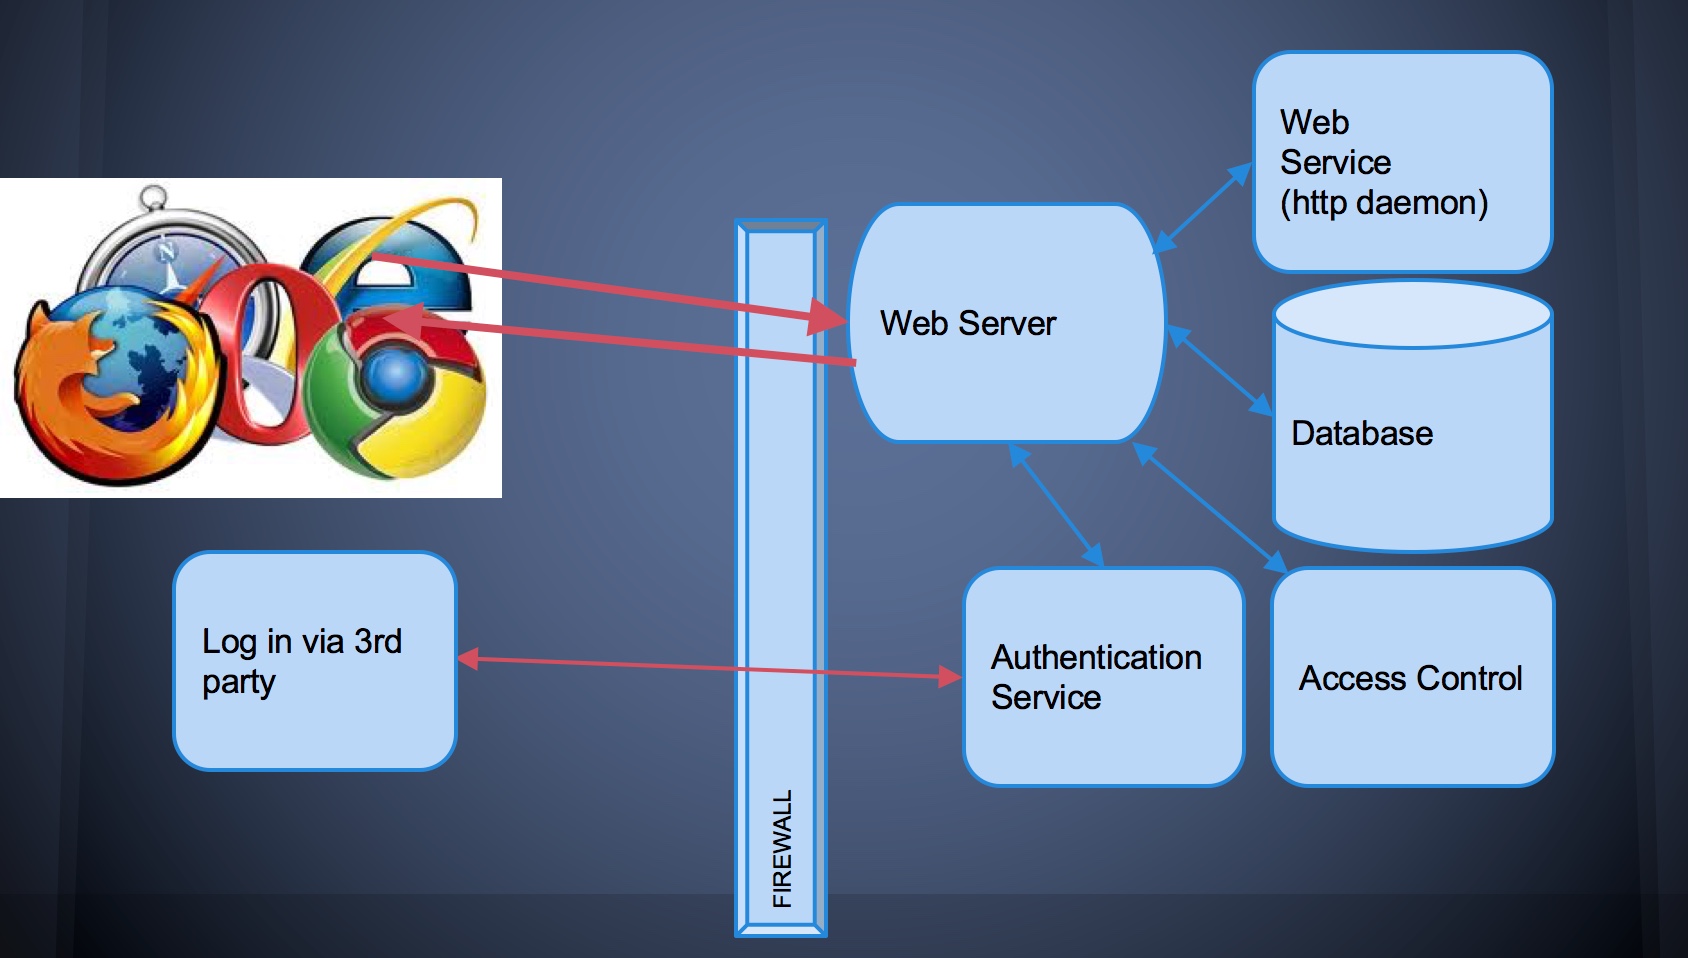 Web
Service
(http daemon)
Web Server
Database
Log in via 3rd
party
Authentication
Service
Access Control
FIREWALL
N